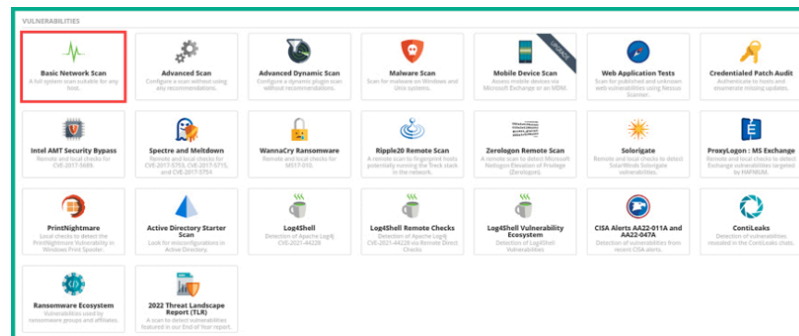 VULNERABILITIES
Basic Network Scan
A full system scan suitable for any
host.
Advanced Scan
Configure a scan without using
any recommendations.
Advanced Dynamic Scan
Configure a dynamic plugin scan
without recommendations.
Malware Scan
Scan for malware on Windows and
Unix systems.
UPGRADE
Mobile Device Scan
Assess mobile devices via
Microsoft Exchange or an MDM.
Web Application Tests
Scan for published and unknown
web vulnerabilities using Nessus
Scanner.
Credentialed Patch Audit
Authenticate to hosts and
enumerate missing updates.
Intel AMT Security Bypass
Remote and local checks for
CVE-2017-5689.
Spectre and Meltdown
Remote and local checks for
CVE-2017-5753, CVE-2017-5715,
and CVE-2017-5754
WannaCry Ransomware
Remote and local checks for
MS17-010.
Ripple20 Remote Scan
A remote scan to fingerprint hosts
potentially running the Treck stack
in the network.
Zerologon Remote Scan
A remote scan to detect Microsoft
Netlogon Elevation of Privilege
(Zerologon).
Solorigate
Remote and local checks to detect
SolarWinds Solorigate
vulnerabilities.
ProxyLogon : MS Exchange
Remote and local checks to detect
Exchange vulnerabilities targeted
by HAFNIUM.
PrintNightmare
Local checks to detect the
PrintNightmare Vulnerability in
Windows Print Spooler.
Active Directory Starter
Scan
Look for misconfigurations in
Active Directory.
Log4Shell
Detection of Apache Log4j
CVE-2021-44228
Log4Shell Remote Checks
Detection of Apache Log4j
CVE-2021-44228 via Remote Direct
Checks
Log4Shell Vulnerability
Ecosystem
Detection of Log4Shell
Vulnerabilities
CISA Alerts AA22-011A and
AA22-047A
Detection of vulnerabilities from
recent CISA alerts.
ContiLeaks
Detection of vulnerabilities
revealed in the ContiLeaks chats.
Ransomware Ecosystem
Vulnerabilities used by
ransomware groups and affiliates.
2022 Threat Landscape
Report (TLR)
A scan to detect vulnerabilities
featured in our End of Year report.